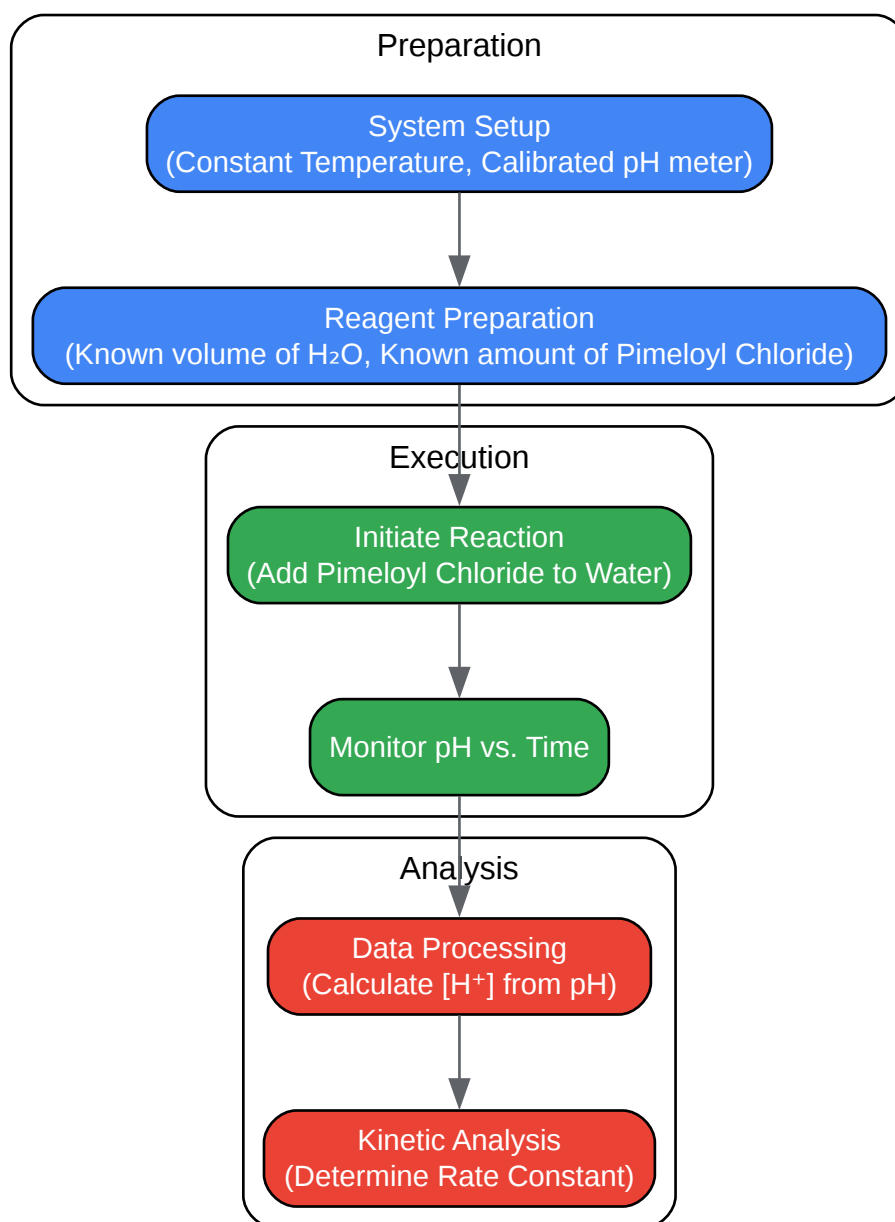 Preparation
System Setup
(Constant Temperature, Calibrated pH meter)
Reagent Preparation
(Known volume of H₂O, Known amount of Pimeloyl Chloride)
Execution
Initiate Reaction
(Add Pimeloyl Chloride to Water)
Monitor pH vs. Time
Analysis
Data Processing
(Calculate [H⁺] from pH)
Kinetic Analysis
(Determine Rate Constant)